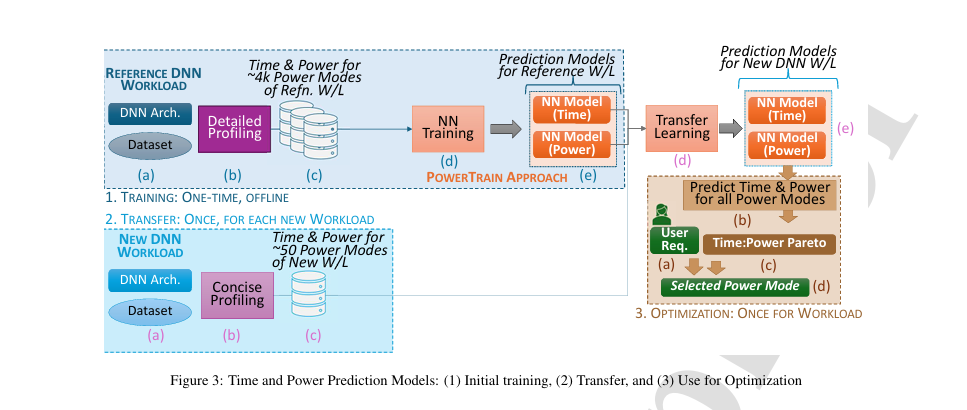 REFERENCE DNN
WORKLOAD
DNN Arch.
Dataset
(a)
Detailed
Profiling
(b)
Time & Power for
~4k Power Modes
of Refn. W/L
(c)
NN
Training
(d)
Prediction Models
for Reference W/L
NN Model
(Time)
NN Model
(Power)
POWERTRAIN APPROACH
(e)
Transfer
Learning
(d)
Prediction Models
for New DNN W/L
NN Model
(Time)
NN Model
(Power)
(e)
1. TRAINING: ONE-TIME, OFFLINE
2. TRANSFER: ONCE, FOR EACH NEW WORKLOAD
NEW DNN
WORKLOAD
DNN Arch.
Dataset
(a)
Concise
Profiling
(b)
Time & Power for
~50 Power Modes
of New W/L
(c)
Predict Time & Power
for all Power Modes
(b)
User
Req.
(a)
Time:Power Pareto
(c)
Selected Power Mode
(d)
3. OPTIMIZATION: ONCE FOR WORKLOAD
Figure 3: Time and Power Prediction Models: (1) Initial training, (2) Transfer, and (3) Use for Optimization